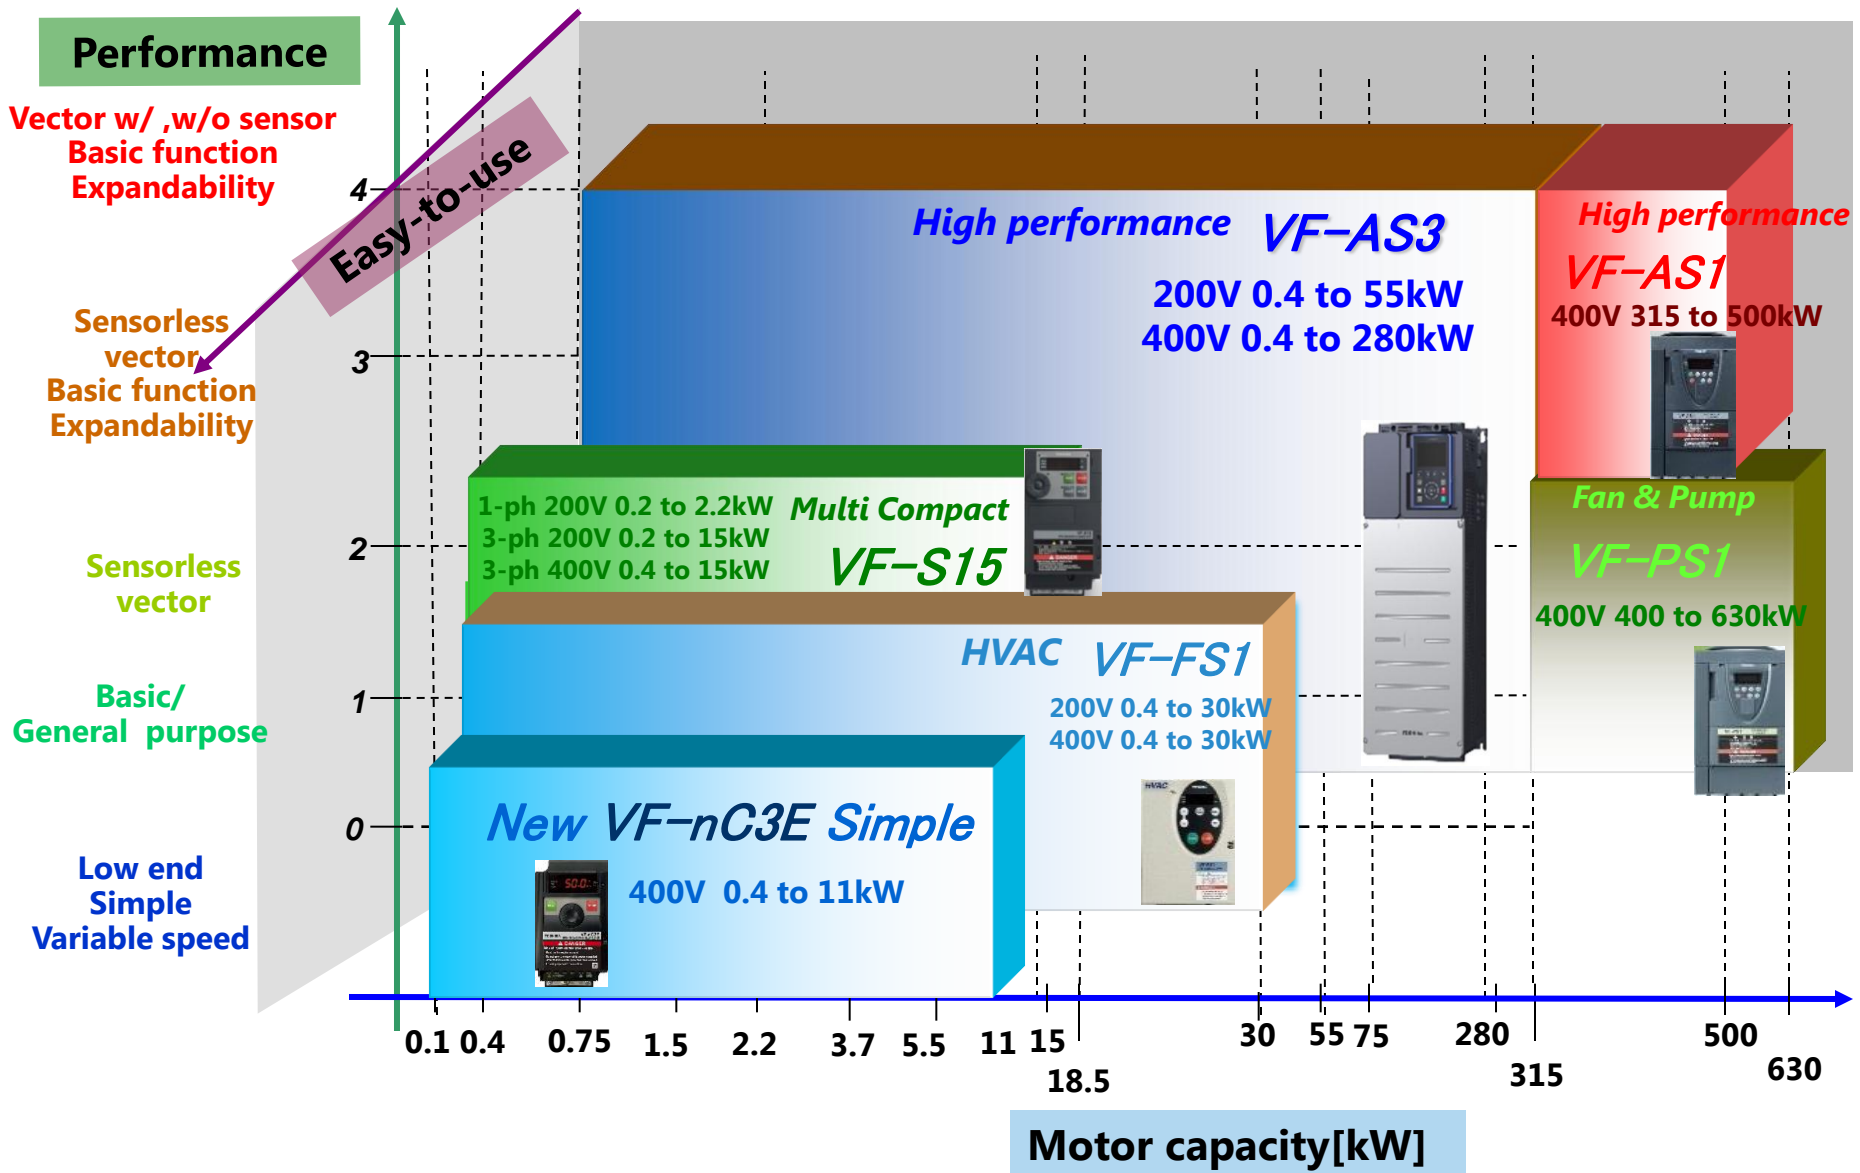 Performance
Vector w/ ,w/o sensor
Basic function
Expandability
Easy-to-use
4
High performance VF-AS3
200V 0.4 to 55kW
400V 0.4 to 280kW
High performance
VF-AS1
400V 315 to 500kW
Sensorless
vector
Basic function
Expandability
3
1-ph 200V 0.2 to 2.2kW
3-ph 200V 0.2 to 15kW
3-ph 400V 0.4 to 15kW
Multi Compact
VF-S15
Fan & Pump
VF-PS1
400V 400 to 630kW
2
Sensorless
vector
HVAC VF-FS1
200V 0.4 to 30kW
400V 0.4 to 30kW
Basic/
General purpose
1
HVAC
New VF-nC3E Simple
400V 0.4 to 11kW
50.0
DANGER
DANGER
0
Low end
Simple
Variable speed
0.1 0.4 0.75 1.5 2.2 3.7 5.5 11 15 18.5 30 55 75 280 315 500 630
Motor capacity[kW]